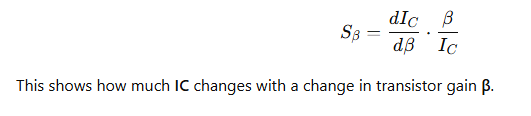 S_β = dI_C/dβ · β/I_C
This shows how much IC changes with a change in transistor gain β.